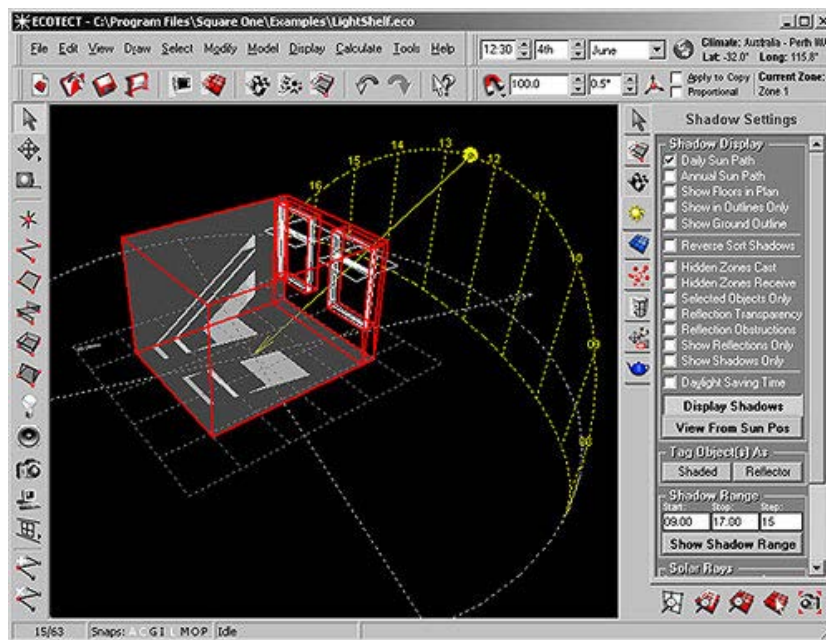 ECOTECT - C:\Program Files\Square One\Examples\LightShelf.eco
File Edit View Draw Select Modify Model Display Calculate Tools Help
12:30 4th June
Climate: Australia - Perth WA
Lat: -32.0° Long: 115.8°
100.0 0.5°
Apply to Copy
Proportional
Current Zone:
Zone 1
Shadow Settings
Shadow Display
Daily Sun Path
Annual Sun Path
Show Floors in Plan
Show in Outlines Only
Show Ground Outline
Reverse Sort Shadows
Hidden Zones Cast
Hidden Zones Receive
Selected Objects Only
Reflection Transparency
Reflection Obstructions
Show Reflections Only
Show Shadows Only
Daylight Saving Time
Display Shadows
View From Sun Pos
Tag Object(s) As
Shaded Reflector
Shadow Range
Start: Stop: Step:
09.00 17.00 15
Show Shadow Range
Solar Rays
16 15 14 13 12 11 10 09 08
15/63 Snaps: A C G I L M O P Idle